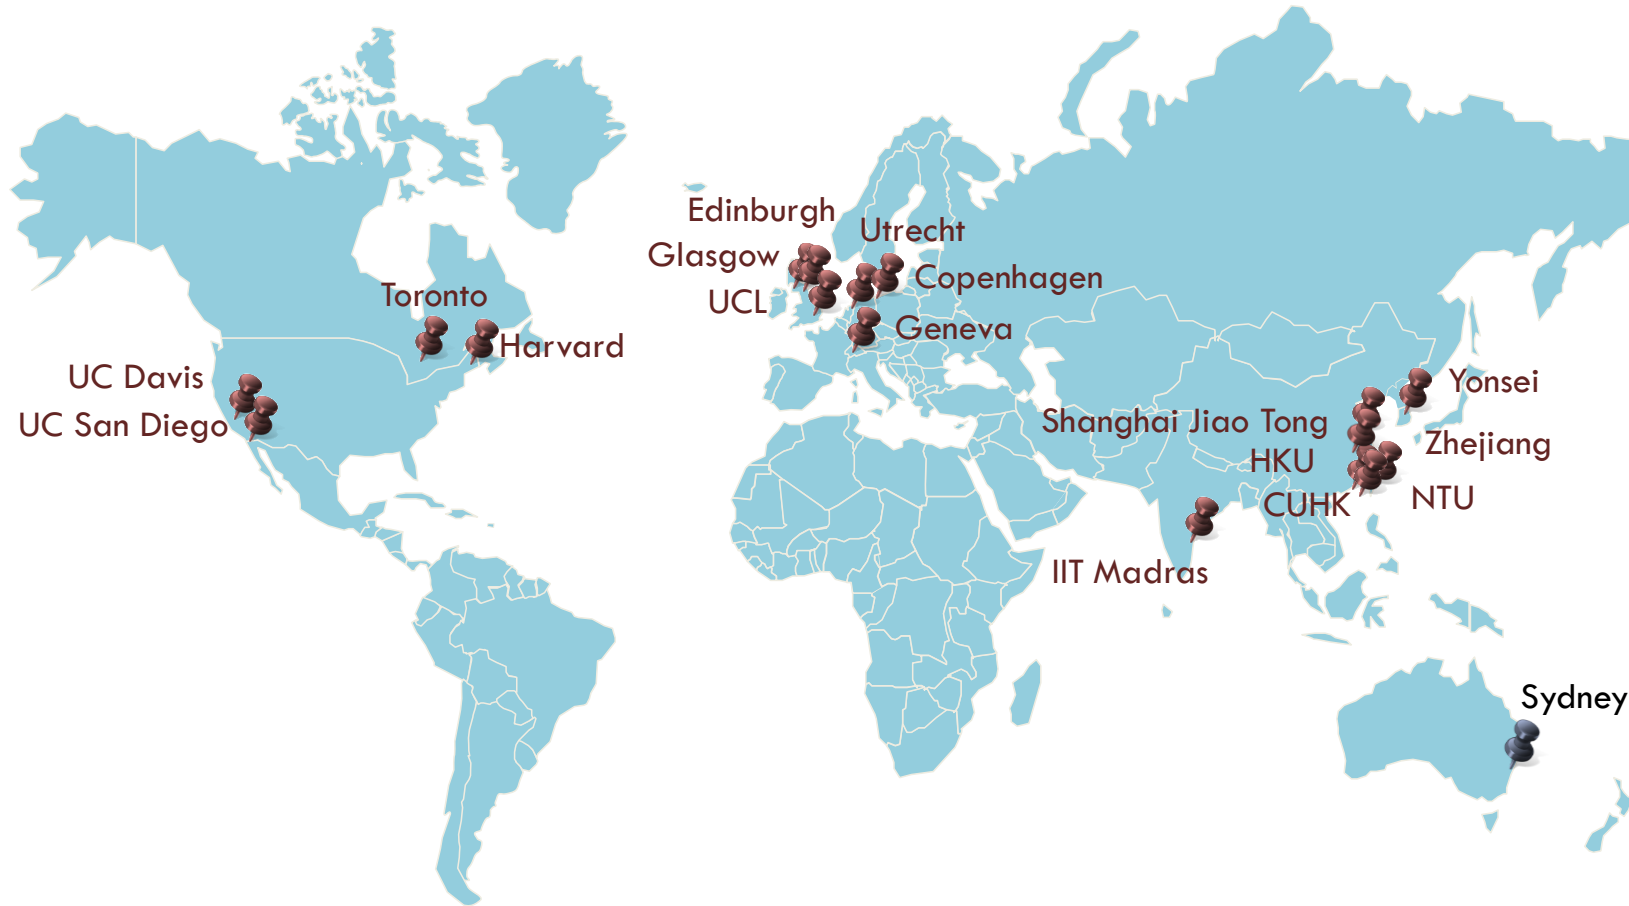 Edinburgh
Utrecht
Glasgow
Copenhagen
Toronto
UCL
Geneva
Harvard
UC Davis
Yonsei
UC San Diego
Shanghai Jiao Tong
Zhejiang
HKU
CUHK
NTU
IIT Madras
Sydney